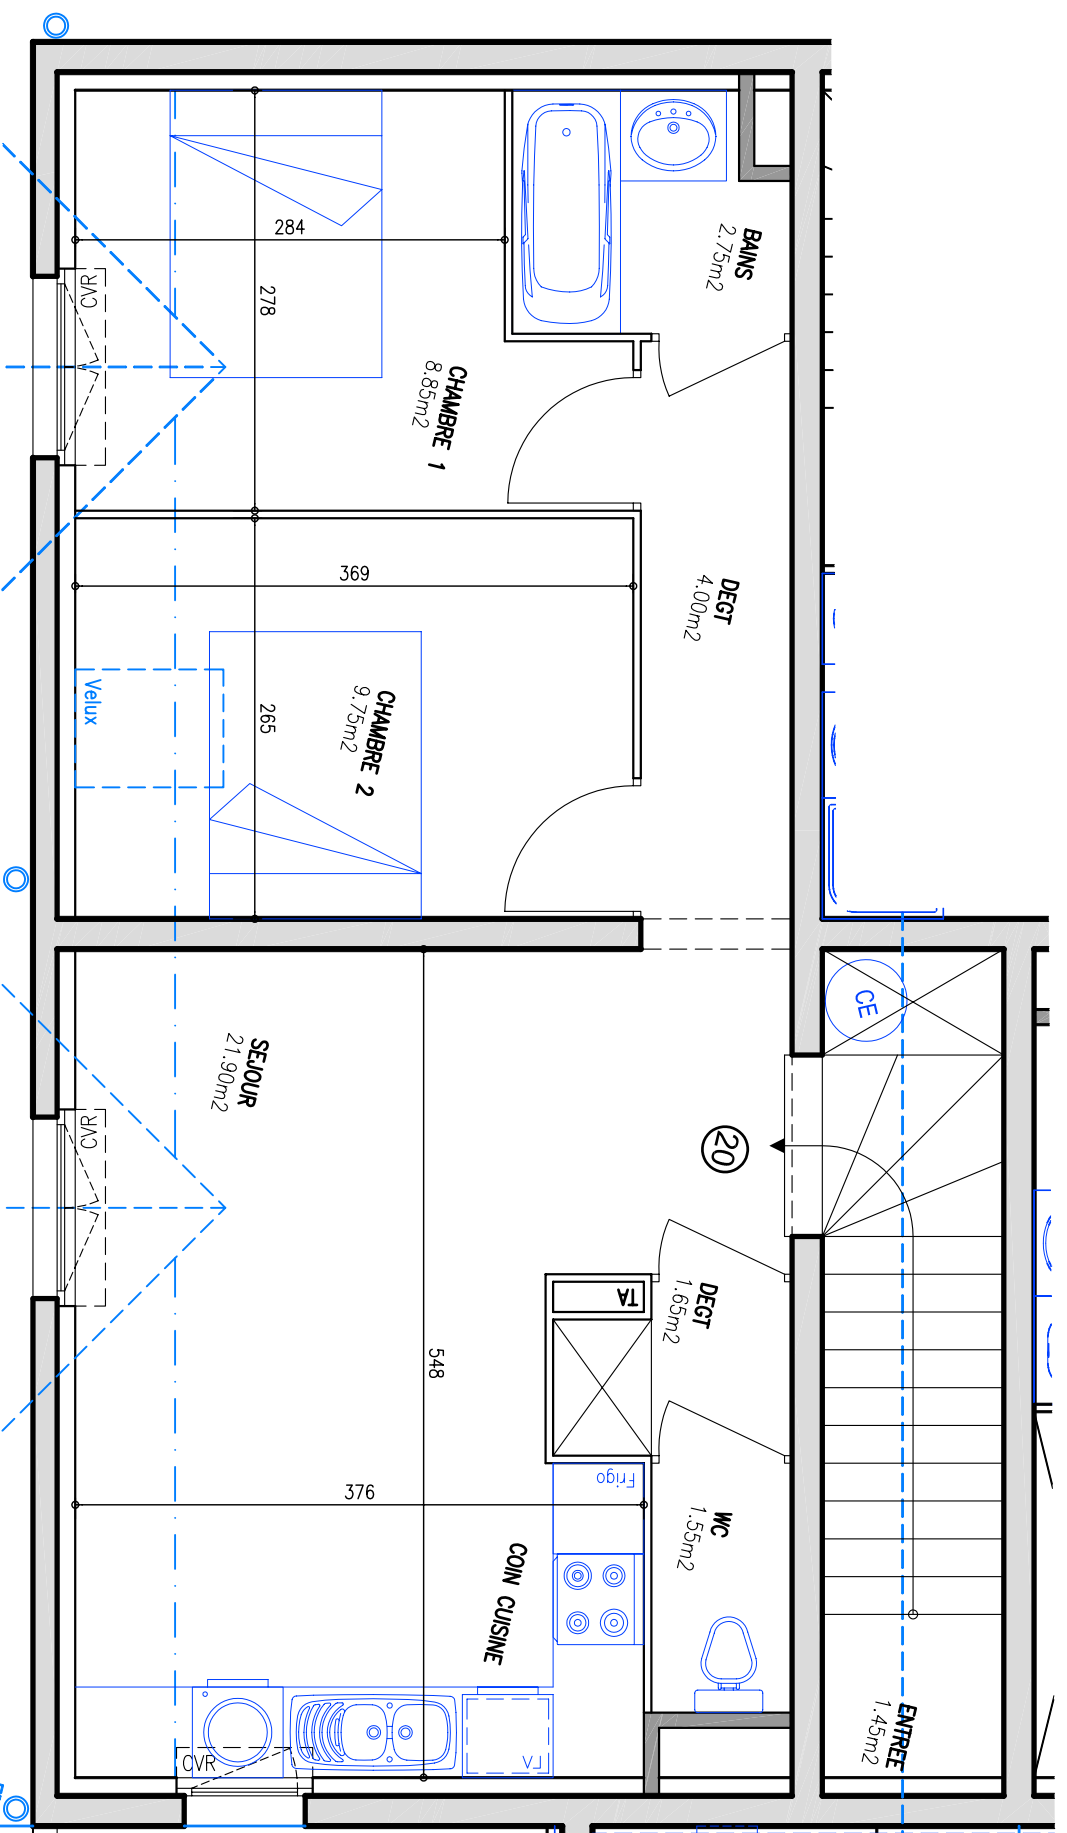 BAINS
2.75m2
284
278
CVR
CHAMBRE 1
8.85m2
369
DEGT
4.00m2
Velux
265
CHAMBRE 2
9.75m2
CE
SEJOUR
21.90m2
CVR
20
TA
DEGT
1.65m2
548
376
Frigo
WC
1.55m2
COIN CUISINE
ENTREE
1.45m2
CVR
LV